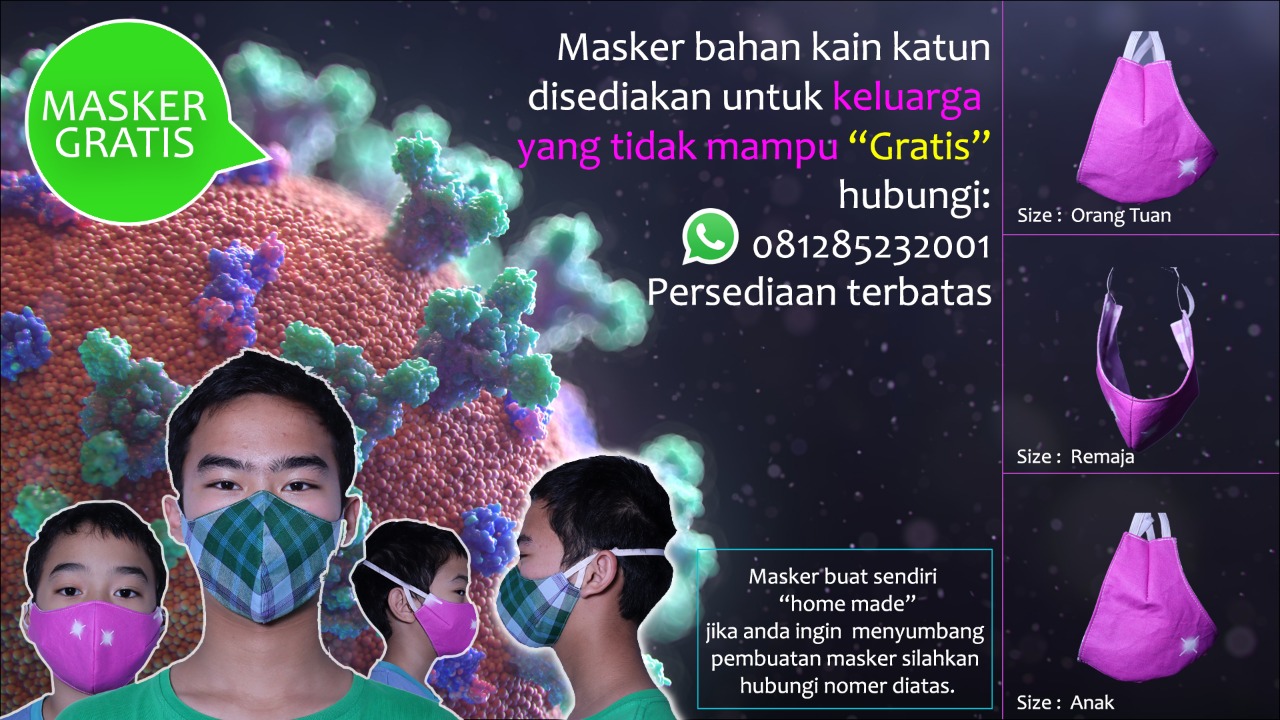 MASKER
GRATIS
Masker bahan kain katun
disediakan untuk keluarga
yang tidak mampu “Gratis”
hubungi:
081285232001
Persediaan terbatas
Size : Orang Tuan
Size : Remaja
Size : Anak
Masker buat sendiri
“home made”
jika anda ingin menyumbang
pembuatan masker silahkan
hubungi nomer diatas.